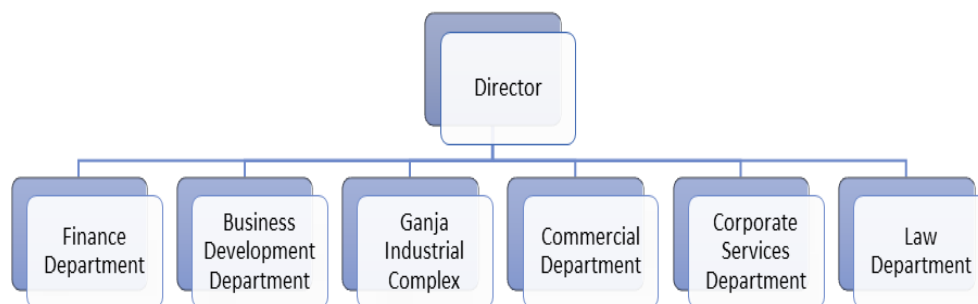 Director
Finance
Department
Business
Development
Department
Ganja
Industrial
Complex
Commercial
Department
Corporate
Services
Department
Law
Department